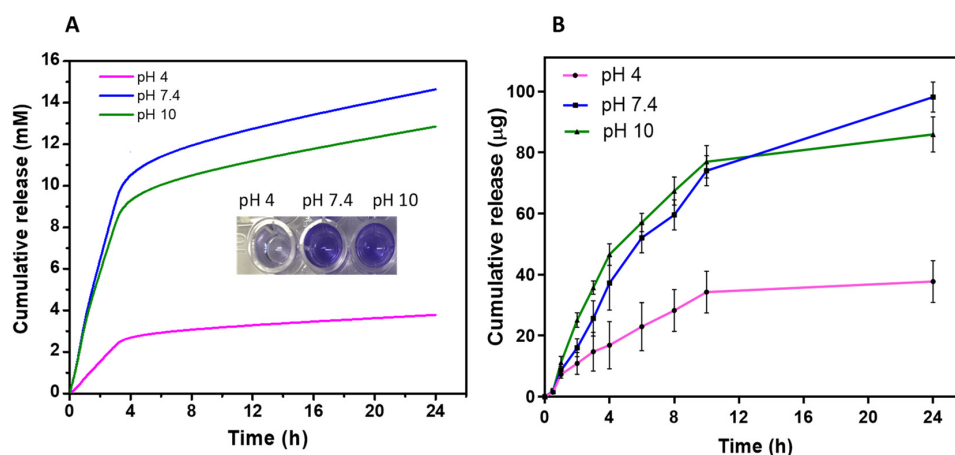 A
Cumulative release (mM)
16
14
12
10
8
6
4
2
0
pH 4
pH 7.4
pH 10
pH 4 pH 7.4 pH 10
0 4 8 12 16 20 24
Time (h)
B
Cumulative release (µg)
100
80
60
40
20
0
pH 4
pH 7.4
pH 10
0 4 8 12 16 20 24
Time (h)